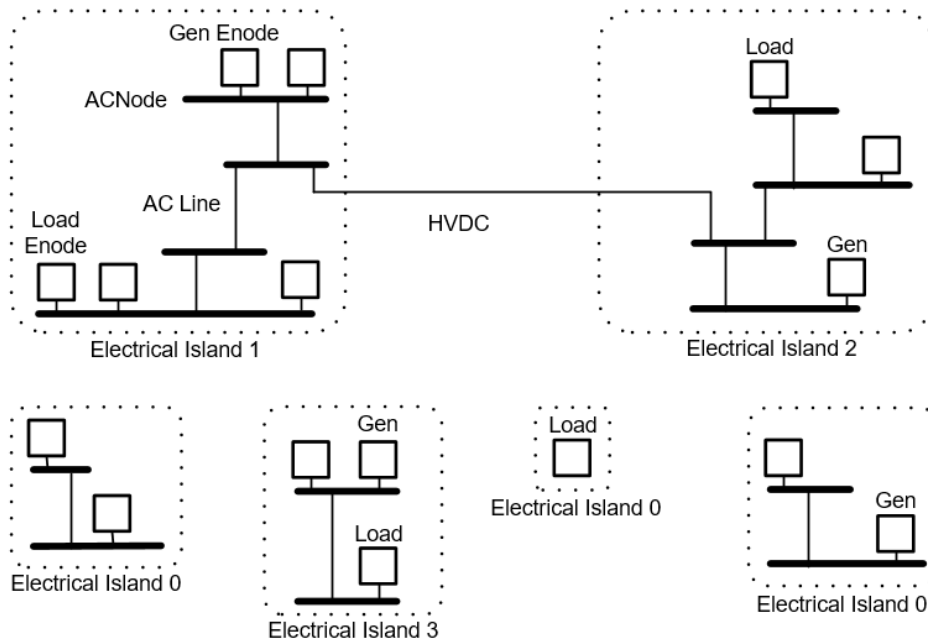 Gen Enode
ACNode
AC Line
Load
Enode
Electrical Island 1
HVDC
Load
Gen
Electrical Island 2
Electrical Island 0
Gen
Load
Electrical Island 3
Load
Electrical Island 0
Gen
Electrical Island 0